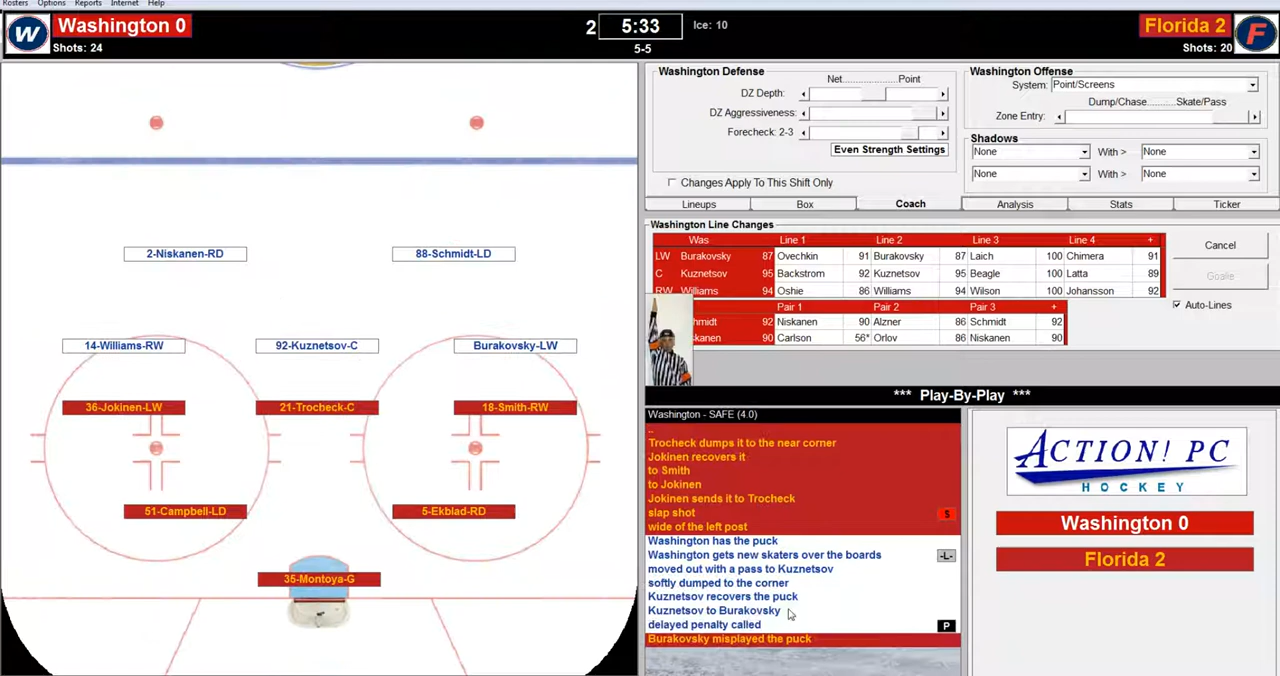 Rosters Options Reports Internet Help
W Washington 0
Shots: 24
2 5:33 Ice: 10
5-5
Florida 2 F
Shots: 20
Washington Defense
Net...................Point
DZ Depth:
DZ Aggressiveness:
Forecheck: 2-3
Even Strength Settings
Changes Apply To This Shift Only
Washington Offense
System: Point/Screens
Dump/Chase..........Skate/Pass
Zone Entry:
Shadows
None With > None
None With > None
Lineups Box Coach Analysis Stats Ticker
Washington Line Changes
Was Line 1 Line 2 Line 3 Line 4 +
LW Burakovsky 87 Ovechkin 91 Burakovsky 87 Laich 100 Chimera 91
C Kuznetsov 95 Backstrom 92 Kuznetsov 95 Beagle 100 Latta 89
RW Williams 94 Oshie 86 Williams 94 Wilson 100 Johansson 92
Pair 1 Pair 2 Pair 3 +
hmidt 92 Niskanen 90 Alzner 86 Schmidt 92
skanen 90 Carlson 56* Orlov 86 Niskanen 90
Cancel
Goalie
Auto-Lines
2-Niskanen-RD 88-Schmidt-LD
14-Williams-RW 92-Kuznetsov-C Burakovsky-LW
36-Jokinen-LW 21-Trocheck-C 18-Smith-RW
51-Campbell-LD 5-Ekblad-RD
35-Montoya-G
*** Play-By-Play ***
Washington - SAFE (4.0)
..
Trocheck dumps it to the near corner
Jokinen recovers it
to Smith
to Jokinen
Jokinen sends it to Trocheck
slap shot S
wide of the left post
Washington has the puck
Washington gets new skaters over the boards -L-
moved out with a pass to Kuznetsov
softly dumped to the corner
Kuznetsov recovers the puck
Kuznetsov to Burakovsky
delayed penalty called P
Burakovsky misplayed the puck
ACTION! PC
HOCKEY
Washington 0
Florida 2